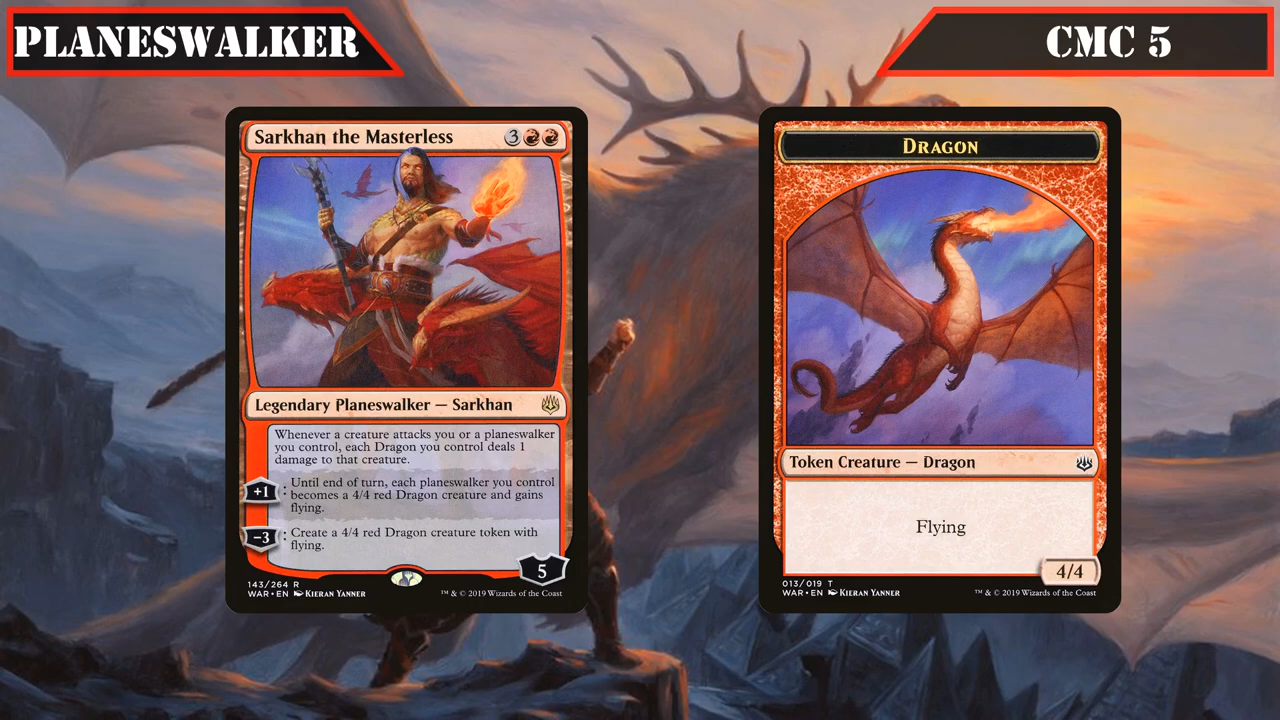 PLANESWALKER
CMC 5
Sarkhan the Masterless
3
Legendary Planeswalker — Sarkhan
Whenever a creature attacks you or a planeswalker
you control, each Dragon you control deals 1
damage to that creature.
+1 : Until end of turn, each planeswalker you control
becomes a 4/4 red Dragon creature and gains
flying.
−3 : Create a 4/4 red Dragon creature token with
flying.
5
143/264 R
WAR • EN KIERAN YANNER
™ & © 2019 Wizards of the Coast
DRAGON
Token Creature — Dragon
Flying
4/4
013/019 T
WAR • EN KIERAN YANNER
™ & © 2019 Wizards of the Coast